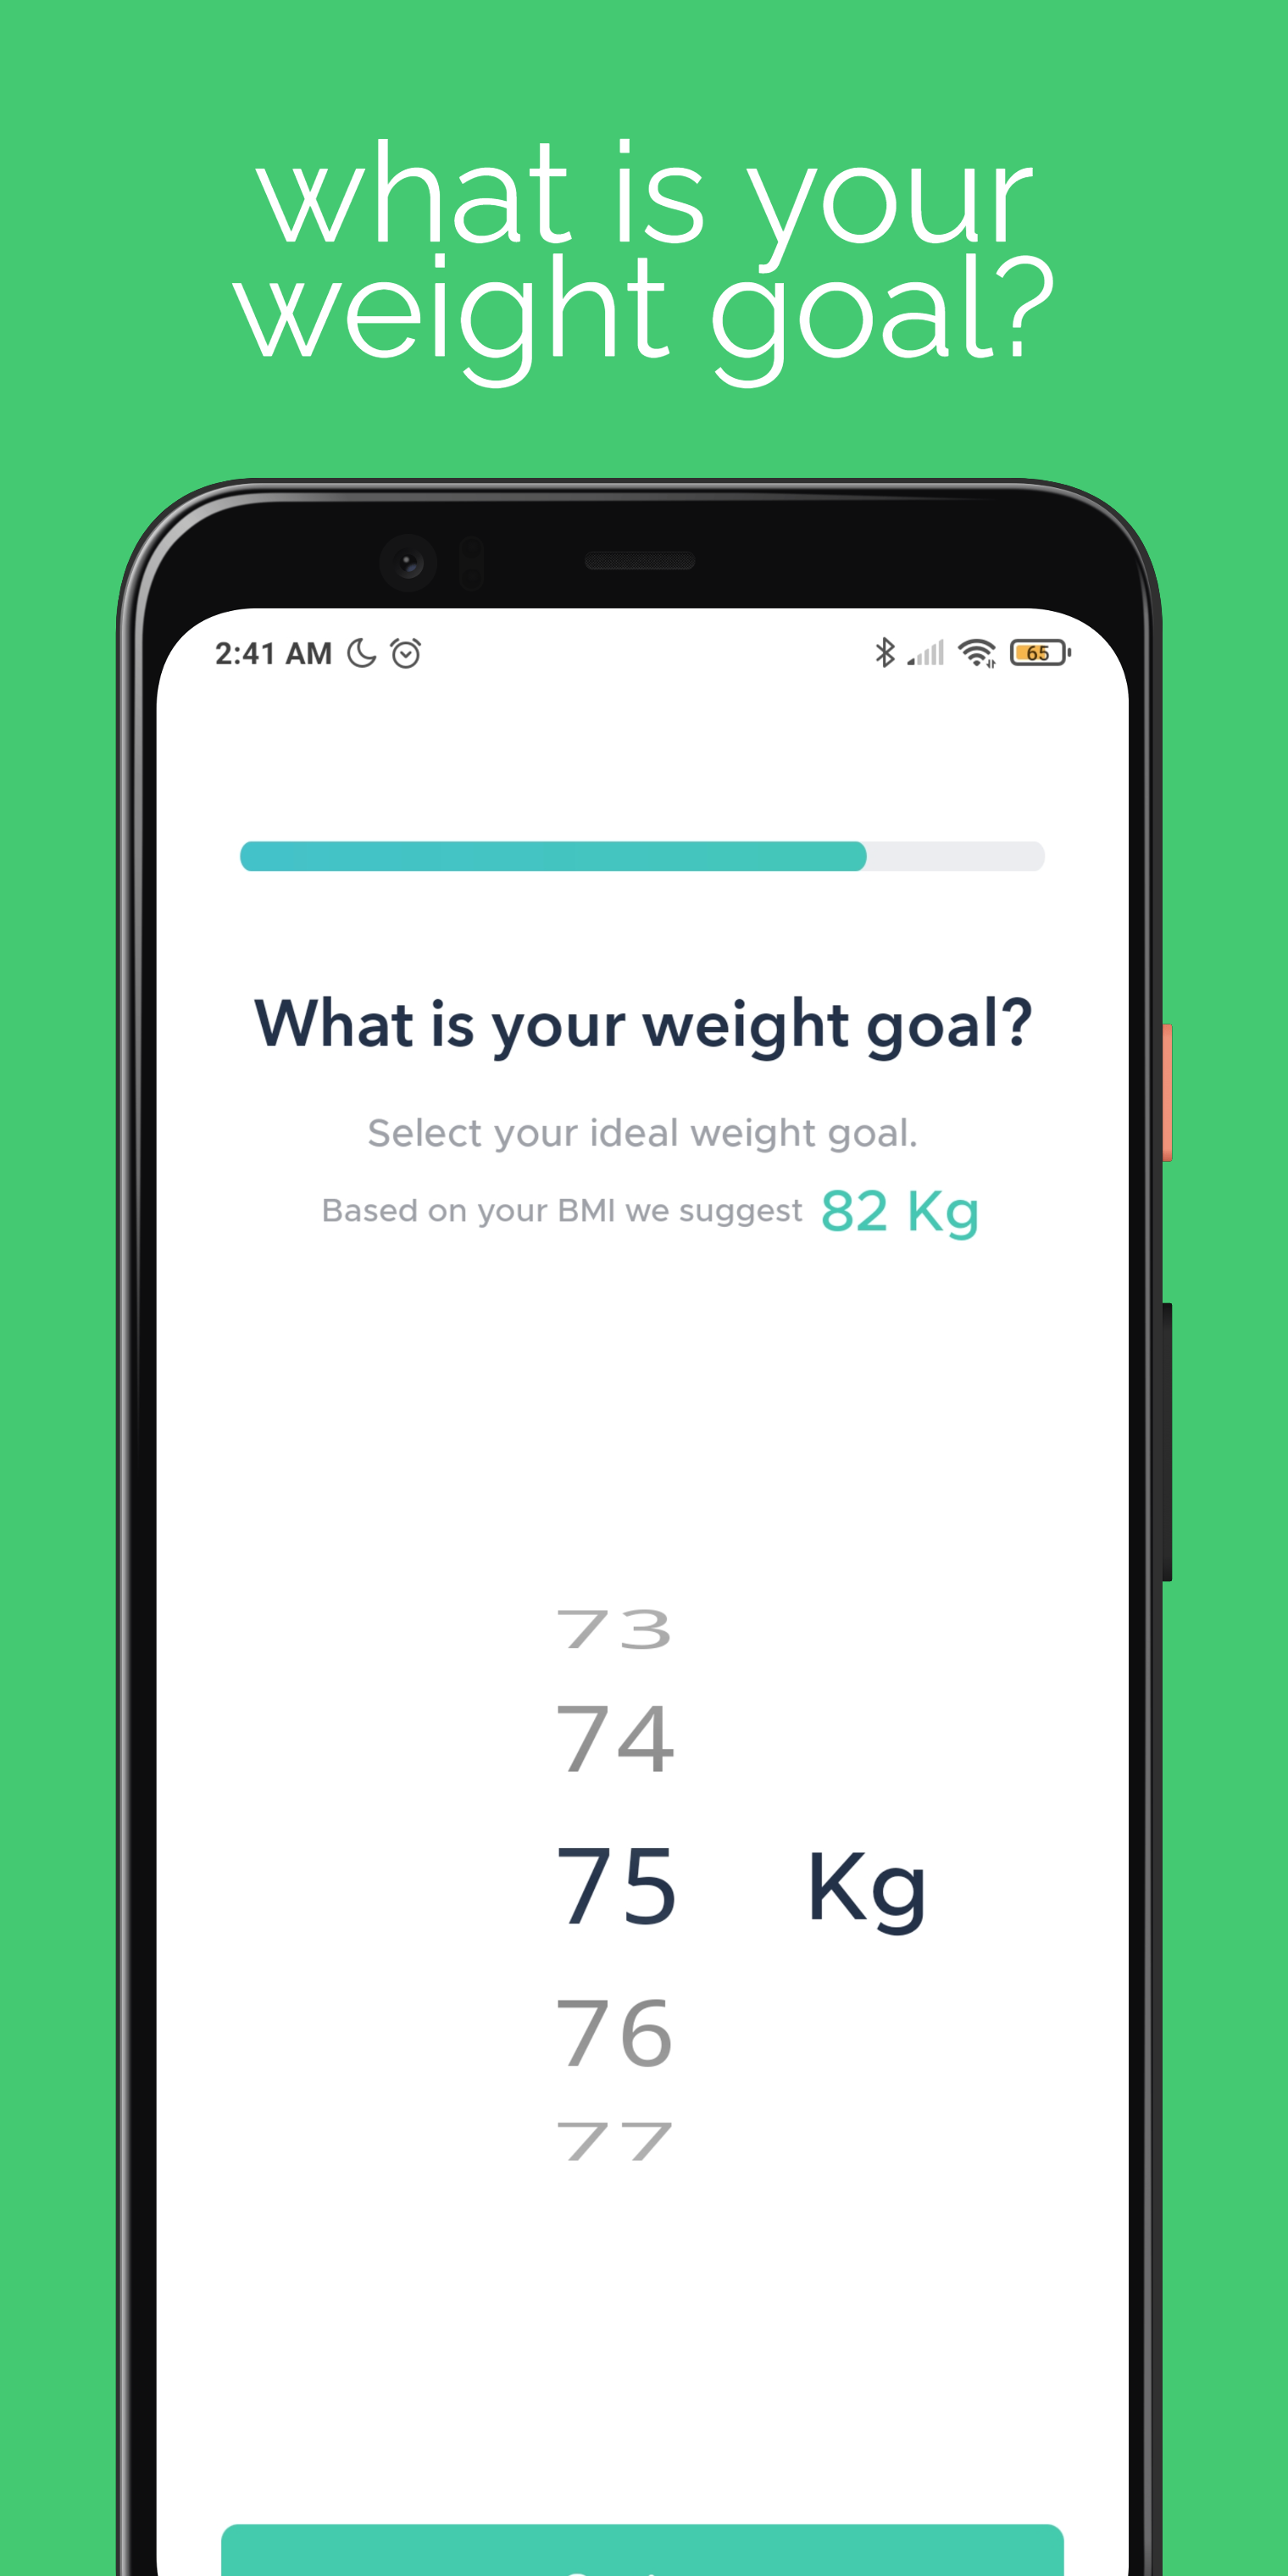 what is your
weight goal?
2:41 AM
65
What is your weight goal?
Select your ideal weight goal.
Based on your BMI we suggest 82 Kg
73
74
75 Kg
76
77